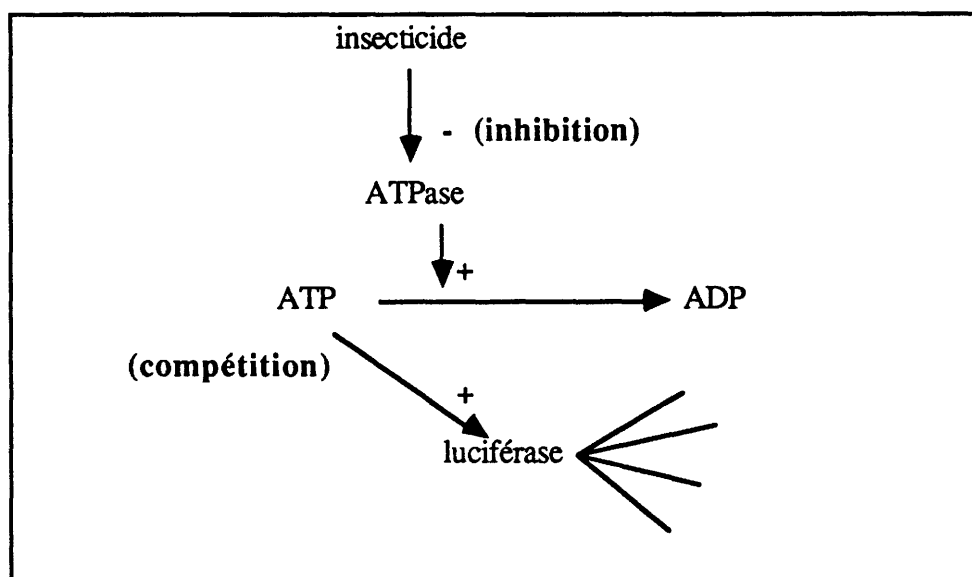 insecticide
- (inhibition)
ATPase
+
ATP ADP
(compétition)
+
luciférase